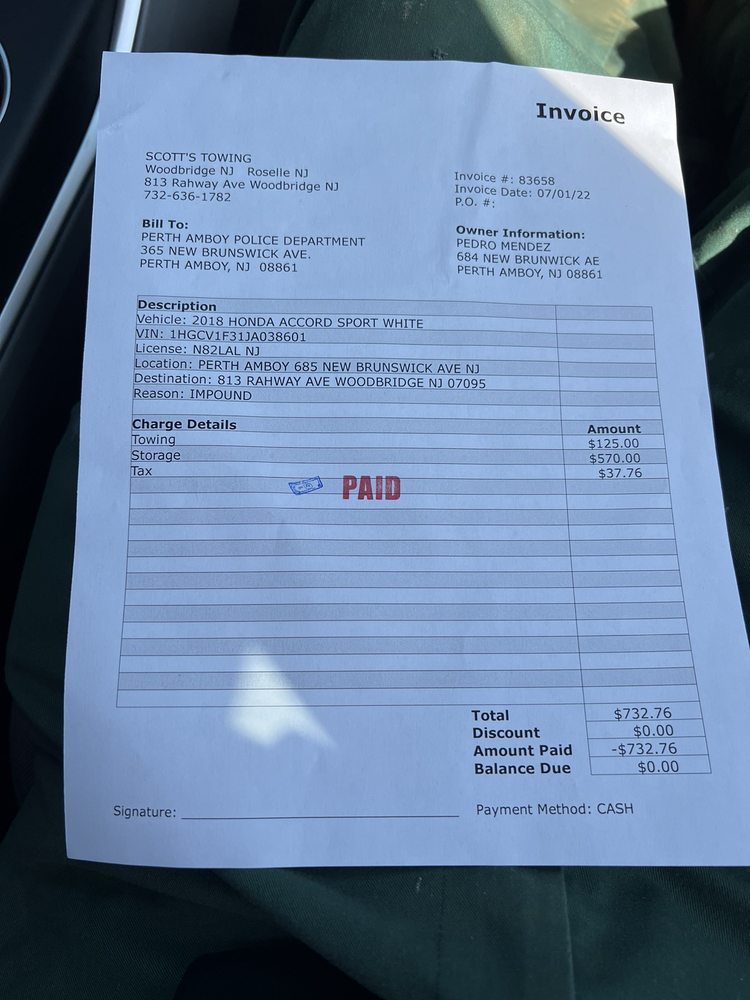 Invoice
SCOTT'S TOWING
Woodbridge NJ Roselle NJ
813 Rahway Ave Woodbridge NJ
732-636-1782
Invoice #: 83658
Invoice Date: 07/01/22
P.O. #:
Bill To:
PERTH AMBOY POLICE DEPARTMENT
365 NEW BRUNSWICK AVE.
PERTH AMBOY, NJ 08861
Owner Information:
PEDRO MENDEZ
684 NEW BRUNWICK AE
PERTH AMBOY, NJ 08861
Description
Vehicle: 2018 HONDA ACCORD SPORT WHITE
VIN: 1HGCV1F31JA038601
License: N82LAL NJ
Location: PERTH AMBOY 685 NEW BRUNSWICK AVE NJ
Destination: 813 RAHWAY AVE WOODBRIDGE NJ 07095
Reason: IMPOUND
Charge Details Amount
Towing $125.00
Storage $570.00
Tax $37.76
PAID
Total $732.76
Discount $0.00
Amount Paid -$732.76
Balance Due $0.00
Signature: Payment Method: CASH